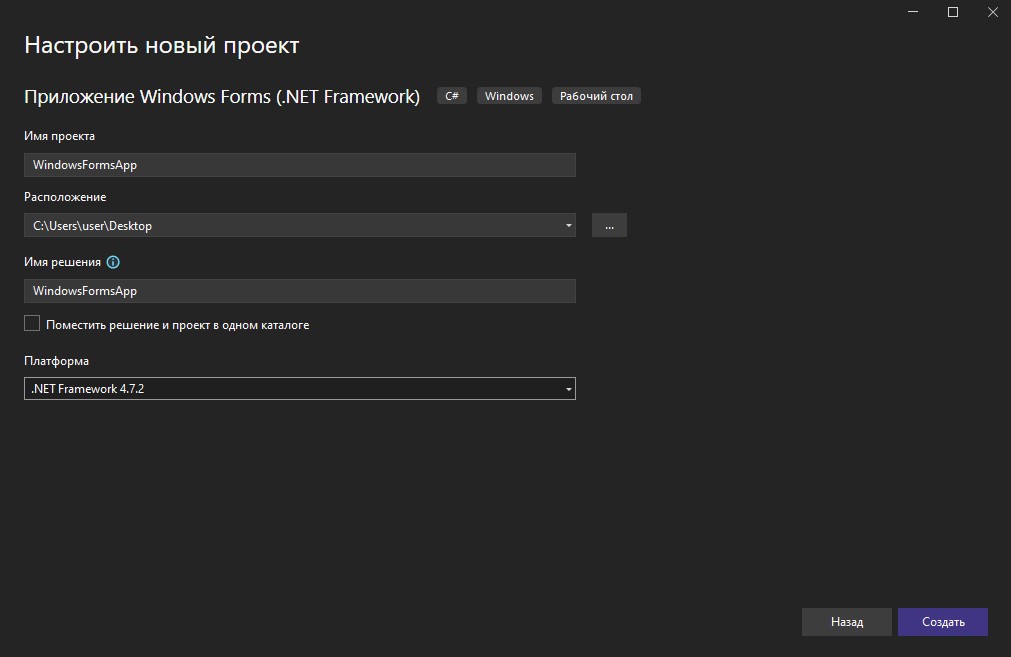 Настроить новый проект
Приложение Windows Forms (.NET Framework) C# Windows Рабочий стол
Имя проекта
WindowsFormsApp
Расположение
C:\Users\user\Desktop ...
Имя решения
WindowsFormsApp
Поместить решение и проект в одном каталоге
Платформа
.NET Framework 4.7.2
Назад Создать